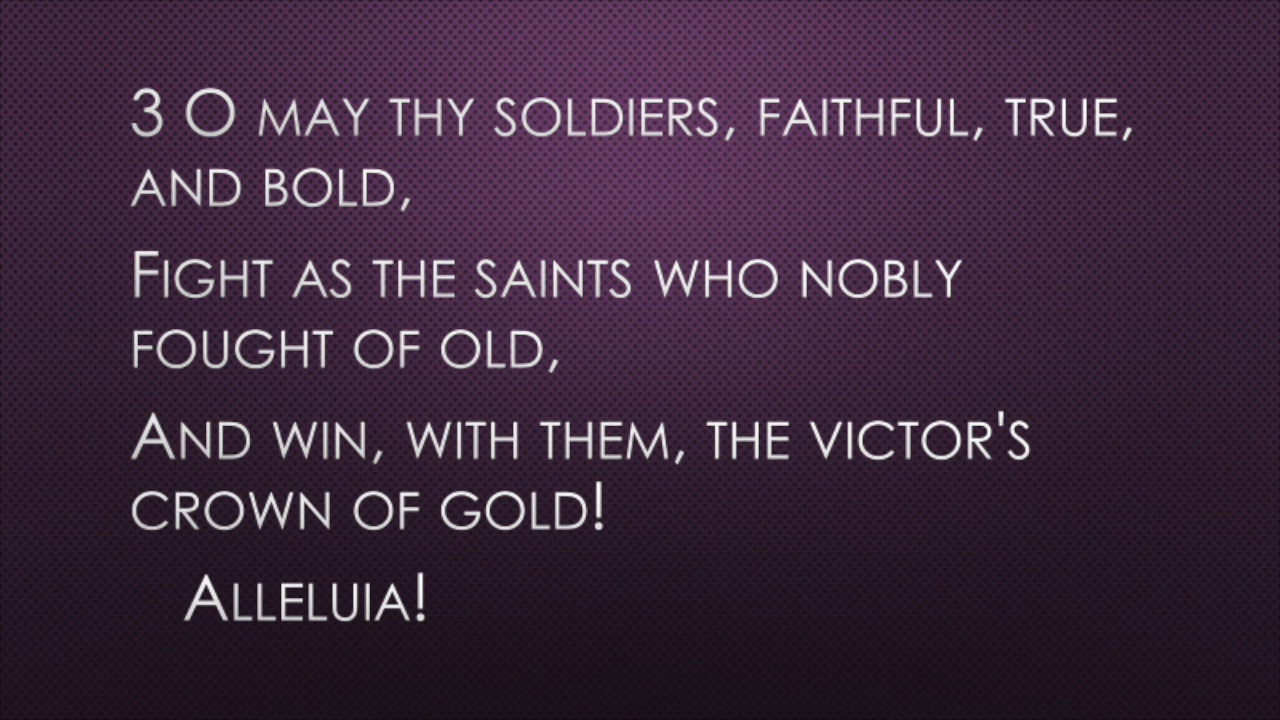 3 O may thy soldiers, faithful, true,
and bold,
Fight as the saints who nobly
fought of old,
And win, with them, the victor's
crown of gold!
Alleluia!